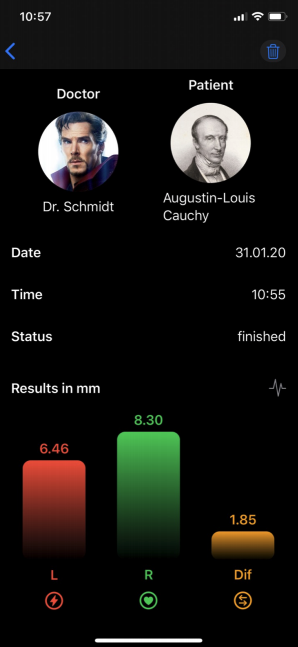 10:57
Doctor
Patient
Dr. Schmidt
Augustin-Louis
Cauchy
Date 31.01.20
Time 10:55
Status finished
Results in mm
6.46
8.30
1.85
L R Dif